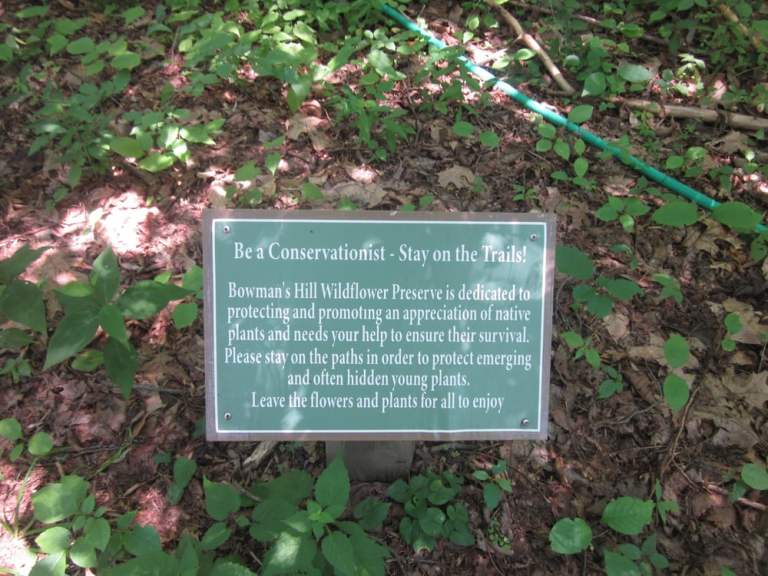 Be a Conservationist - Stay on the Trails!
Bowman's Hill Wildflower Preserve is dedicated to
protecting and promoting an appreciation of native
plants and needs your help to ensure their survival.
Please stay on the paths in order to protect emerging
and often hidden young plants.
Leave the flowers and plants for all to enjoy